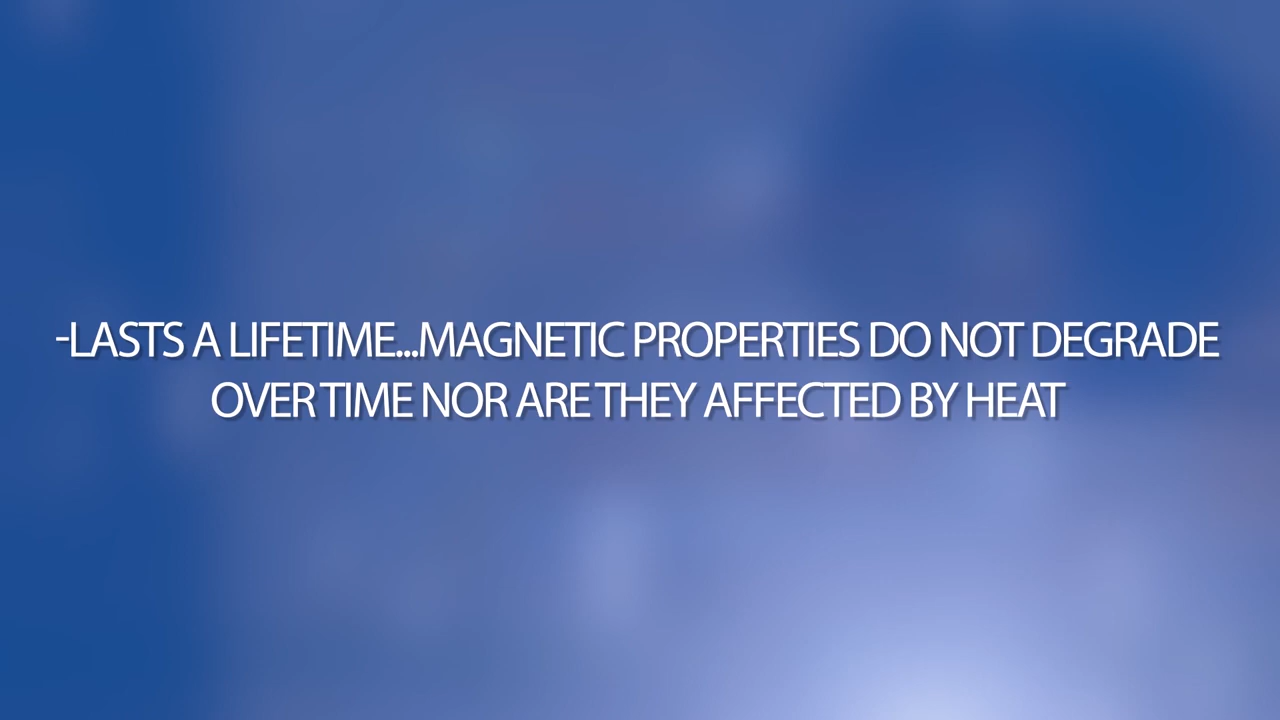 -LASTS A LIFETIME...MAGNETIC PROPERTIES DO NOT DEGRADE
OVER TIME NOR ARE THEY AFFECTED BY HEAT